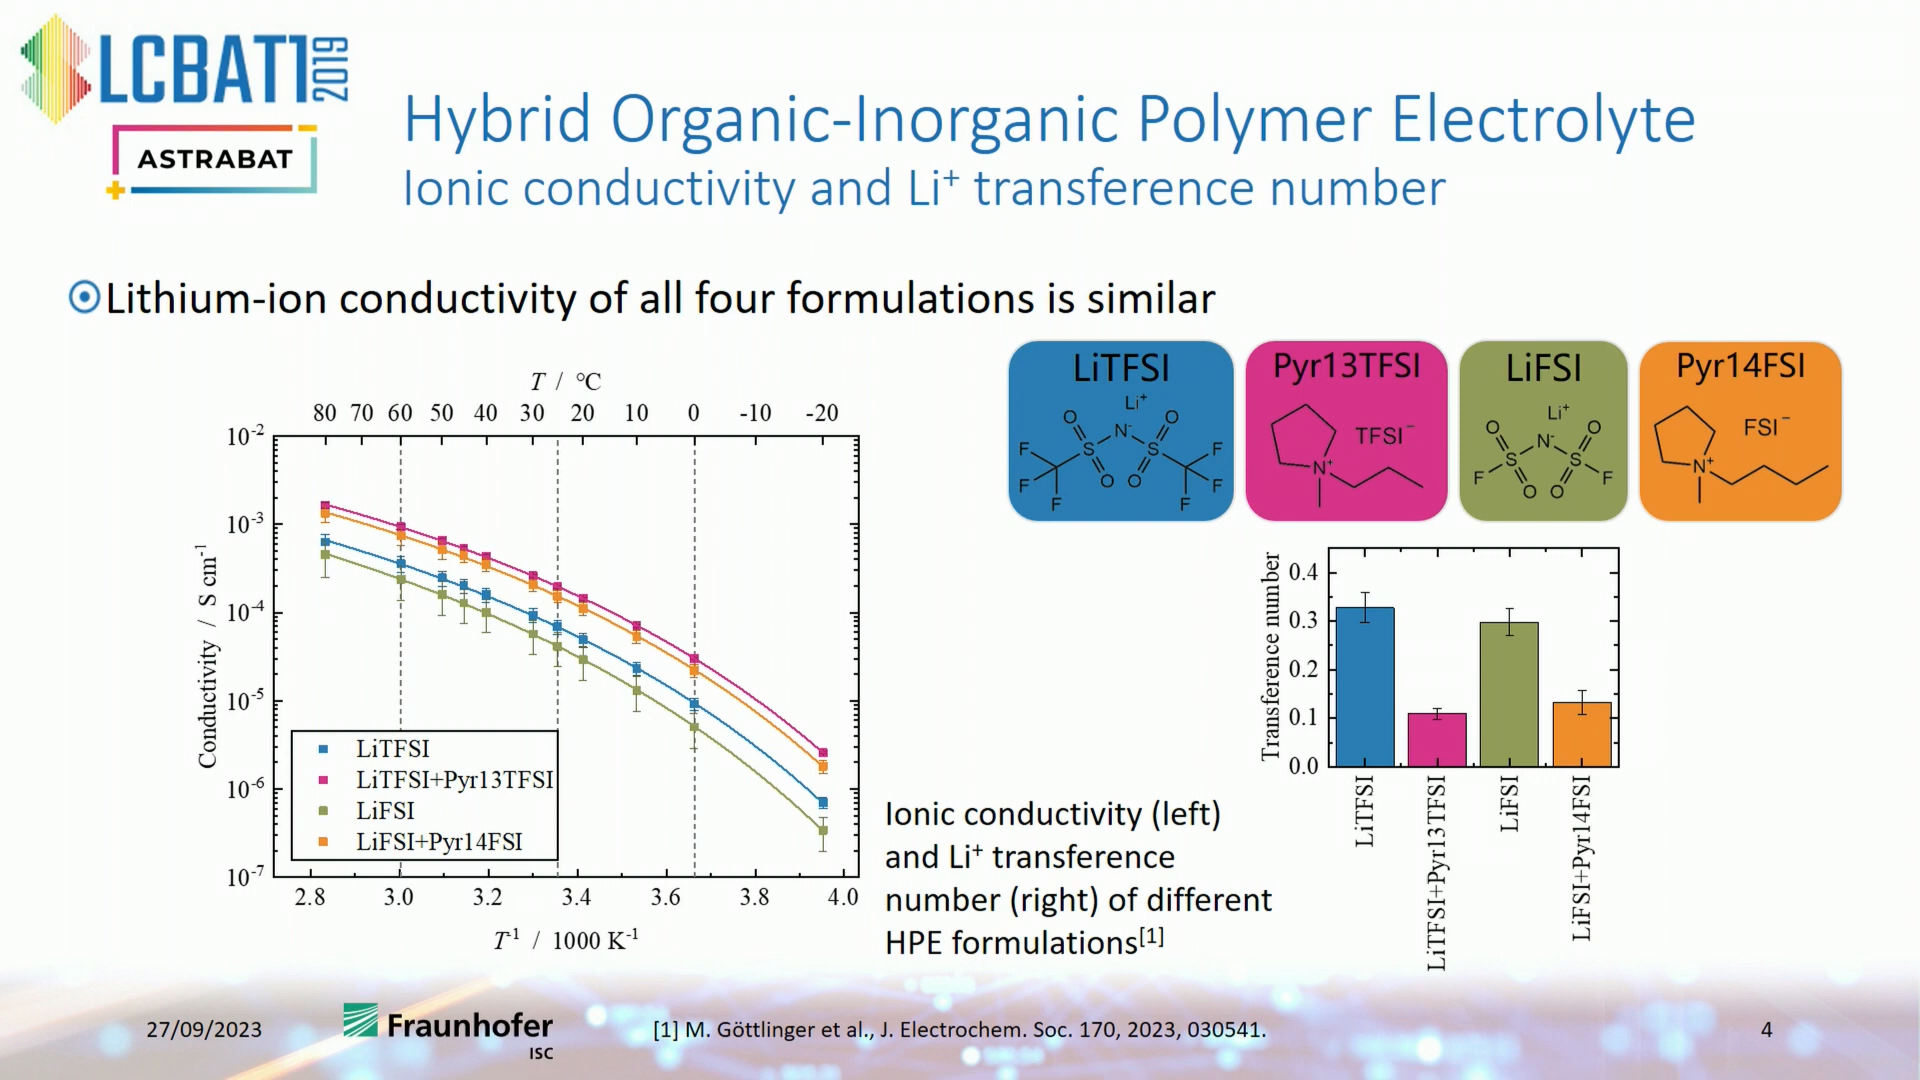 LCBAT1 2019
ASTRABAT
Hybrid Organic-Inorganic Polymer Electrolyte
Ionic conductivity and Li⁺ transference number
Lithium-ion conductivity of all four formulations is similar
T / °C
80 70 60 50 40 30 20 10 0 -10 -20
10⁻²
10⁻³
10⁻⁴
10⁻⁵
10⁻⁶
10⁻⁷
Conductivity / S cm⁻¹
LiTFSI
LiTFSI+Pyr13TFSI
LiFSI
LiFSI+Pyr14FSI
2.8 3.0 3.2 3.4 3.6 3.8 4.0
T⁻¹ / 1000 K⁻¹
LiTFSI
Li⁺
O N⁻ O
F S S F
F O O F
F F
Pyr13TFSI
TFSI⁻
N⁺
LiFSI
Li⁺
O N⁻ O
S S
F O O F
Pyr14FSI
FSI⁻
N⁺
Transference number
0.4
0.3
0.2
0.1
0.0
LiTFSI
LiTFSI+Pyr13TFSI
LiFSI
LiFSI+Pyr14FSI
Ionic conductivity (left)
and Li⁺ transference
number (right) of different
HPE formulations[1]
27/09/2023
Fraunhofer
ISC
[1] M. Göttlinger et al., J. Electrochem. Soc. 170, 2023, 030541.
4